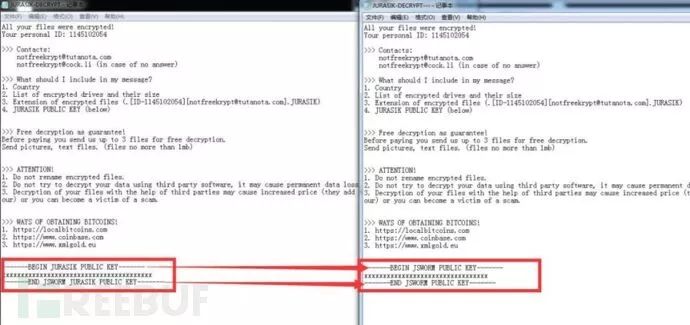 JURASIK-DECRYPT - 记事本
文件(F) 编辑(E) 格式(O) 查看(V) 帮助(H)
All your files were encrypted!
Your personal ID: 1145102054
>>> Contacts:
notfreekrypt@tutanota.com
notfreekrypt@cock.li (in case of no answer)
>>> What should I include in my message?
1. Country
2. List of encrypted drives and their size
3. Extension of encrypted files (.[ID-1145102054][notfreekrypt@tutanota.com].JURASIK)
4. JURASIK PUBLIC KEY (below)
>>> Free decryption as guarantee!
Before paying you send us up to 3 files for free decryption.
Send pictures, text files. (files no more than 1mb)
>>> ATTENTION!
1. Do not rename encrypted files.
2. Do not try to decrypt your data using third party software, it may cause permanent data loss
3. Decryption of your files with the help of third parties may cause increased price (they add
our) or you can become a victim of a scam.
>>> WAYS OF OBTAINING BITCOINS!
1. https://localbitcoins.com
2. https://www.coinbase.com
3. https://www.xmlgold.eu
------BEGIN JURASIK PUBLIC KEY------
------END JSWORM JURASIK PUBLIC KEY------
JURASIK-DECRYPT - 记事本
文件(F) 编辑(E) 格式(O) 查看(V) 帮助(H)
All your files were encrypted!
Your personal ID: 1145102054
>>> Contacts:
notfreekrypt@tutanota.com
notfreekrypt@cock.li (in case of no answer)
>>> What should I include in my message?
1. Country
2. List of encrypted drives and their size
3. Extension of encrypted files (.[ID-1145102054][notfreekrypt@tutanota.com].JURASIK)
4. JURASIK PUBLIC KEY (below)
>>> Free decryption as guarantee!
Before paying you send us up to 3 files for free decryption.
Send pictures, text files. (files no more than 1mb)
>>> ATTENTION!
1. Do not rename encrypted files.
2. Do not try to decrypt your data using third party software, it may cause permanent
3. Decryption of your files with the help of third parties may cause increased price
our) or you can become a victim of a scam.
>>> WAYS OF OBTAINING BITCOINS!
1. https://localbitcoins.com
2. https://www.coinbase.com
3. https://www.xmlgold.eu
------BEGIN JSWORM PUBLIC KEY------
------END JSWORM PUBLIC KEY------
REEBUF